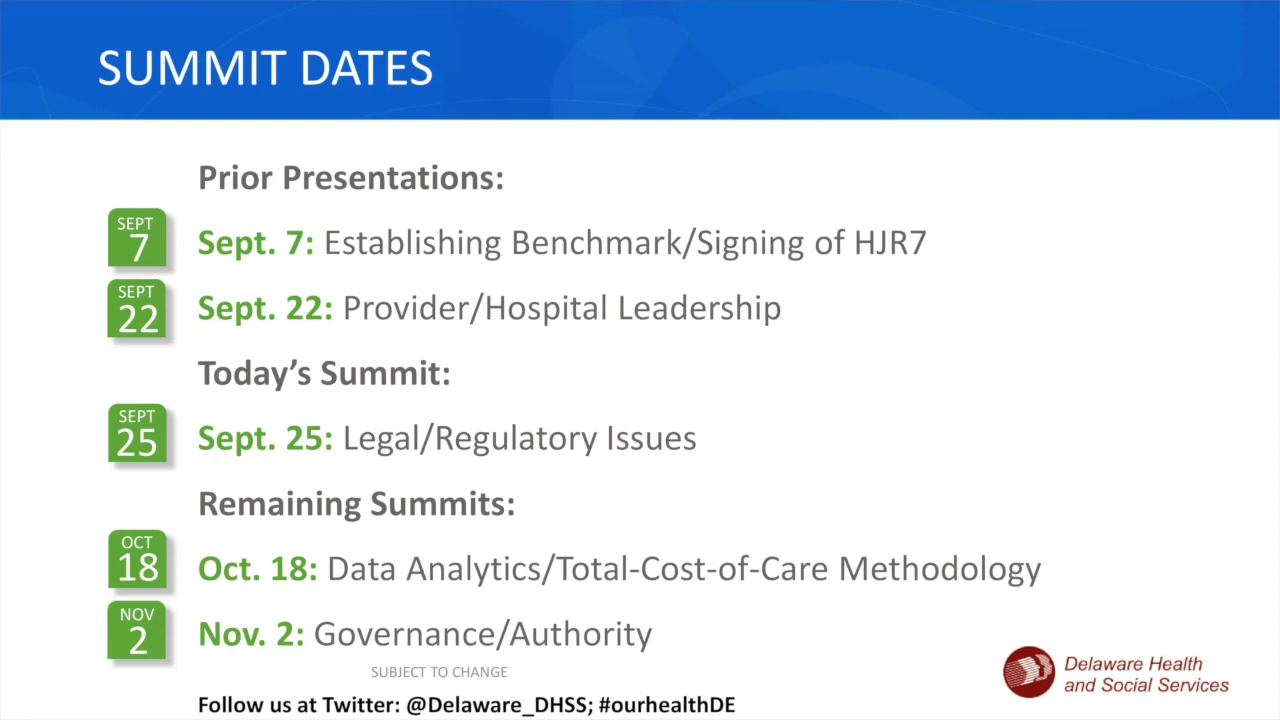 SUMMIT DATES
Prior Presentations:
SEPT
7
Sept. 7: Establishing Benchmark/Signing of HJR7
SEPT
22
Sept. 22: Provider/Hospital Leadership
Today’s Summit:
SEPT
25
Sept. 25: Legal/Regulatory Issues
Remaining Summits:
OCT
18
Oct. 18: Data Analytics/Total-Cost-of-Care Methodology
NOV
2
Nov. 2: Governance/Authority
SUBJECT TO CHANGE
Delaware Health
and Social Services
Follow us at Twitter: @Delaware_DHSS; #ourhealthDE